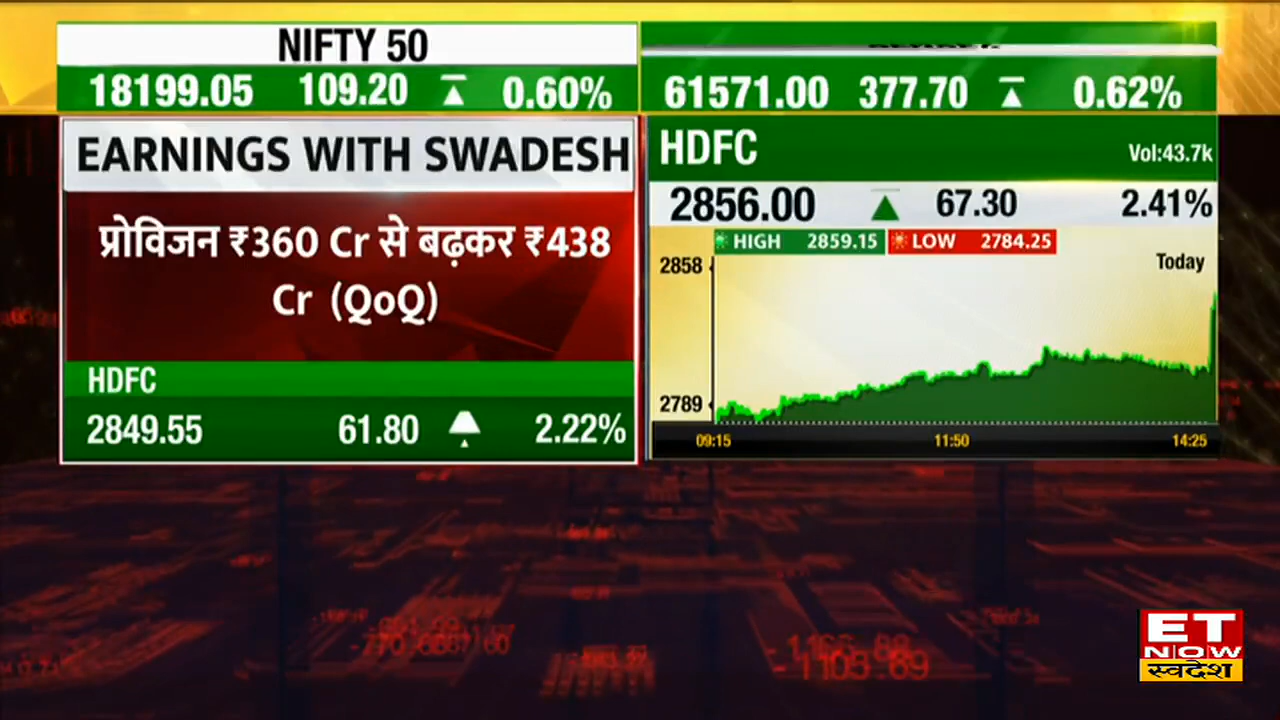 NIFTY 50
18199.05 109.20 0.60%
61571.00 377.70 0.62%
EARNINGS WITH SWADESH
प्रोविजन ₹360 Cr से बढ़कर ₹438
Cr (QoQ)
HDFC
2849.55 61.80 2.22%
HDFC Vol:43.7k
2856.00 67.30 2.41%
HIGH 2859.15 LOW 2784.25
2858 Today
2789
09:15 11:50 14:25
ET
NOW
स्वदेश